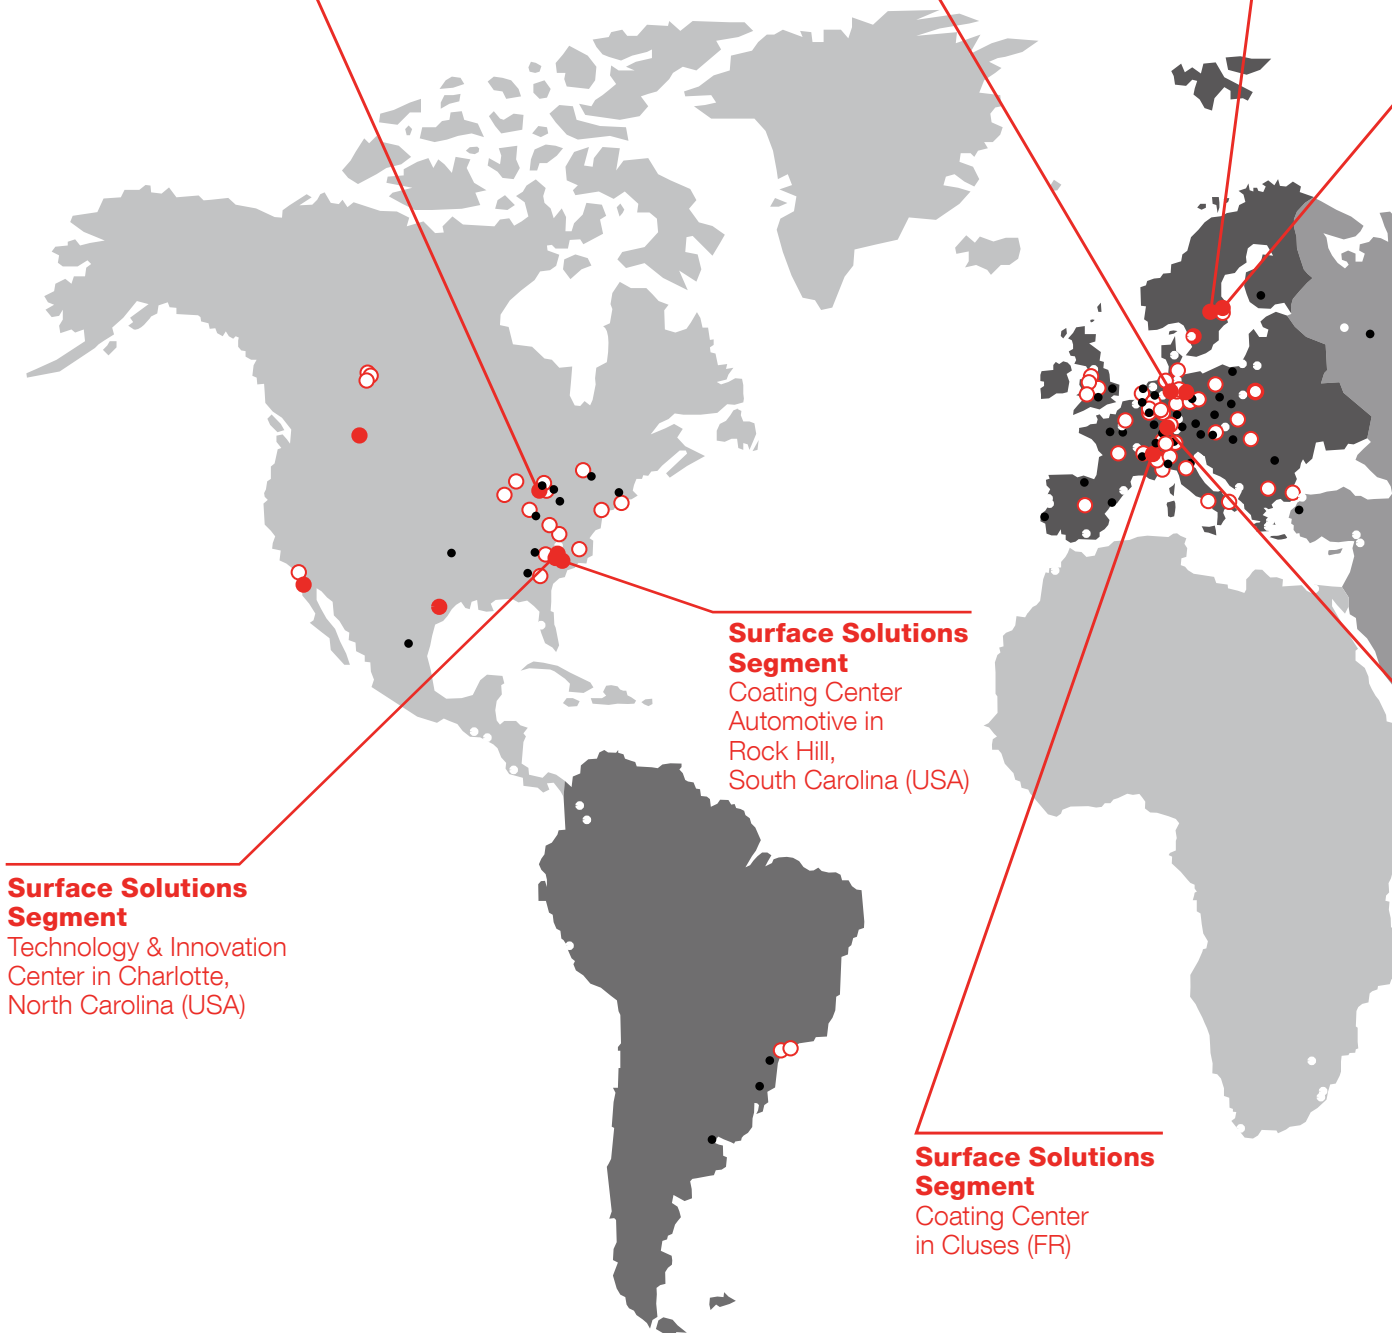 Surface Solutions
Segment
Coating Center
Automotive in
Rock Hill,
South Carolina (USA)
Surface Solutions
Segment
Technology & Innovation
Center in Charlotte,
North Carolina (USA)
Surface Solutions
Segment
Coating Center
in Cluses (FR)